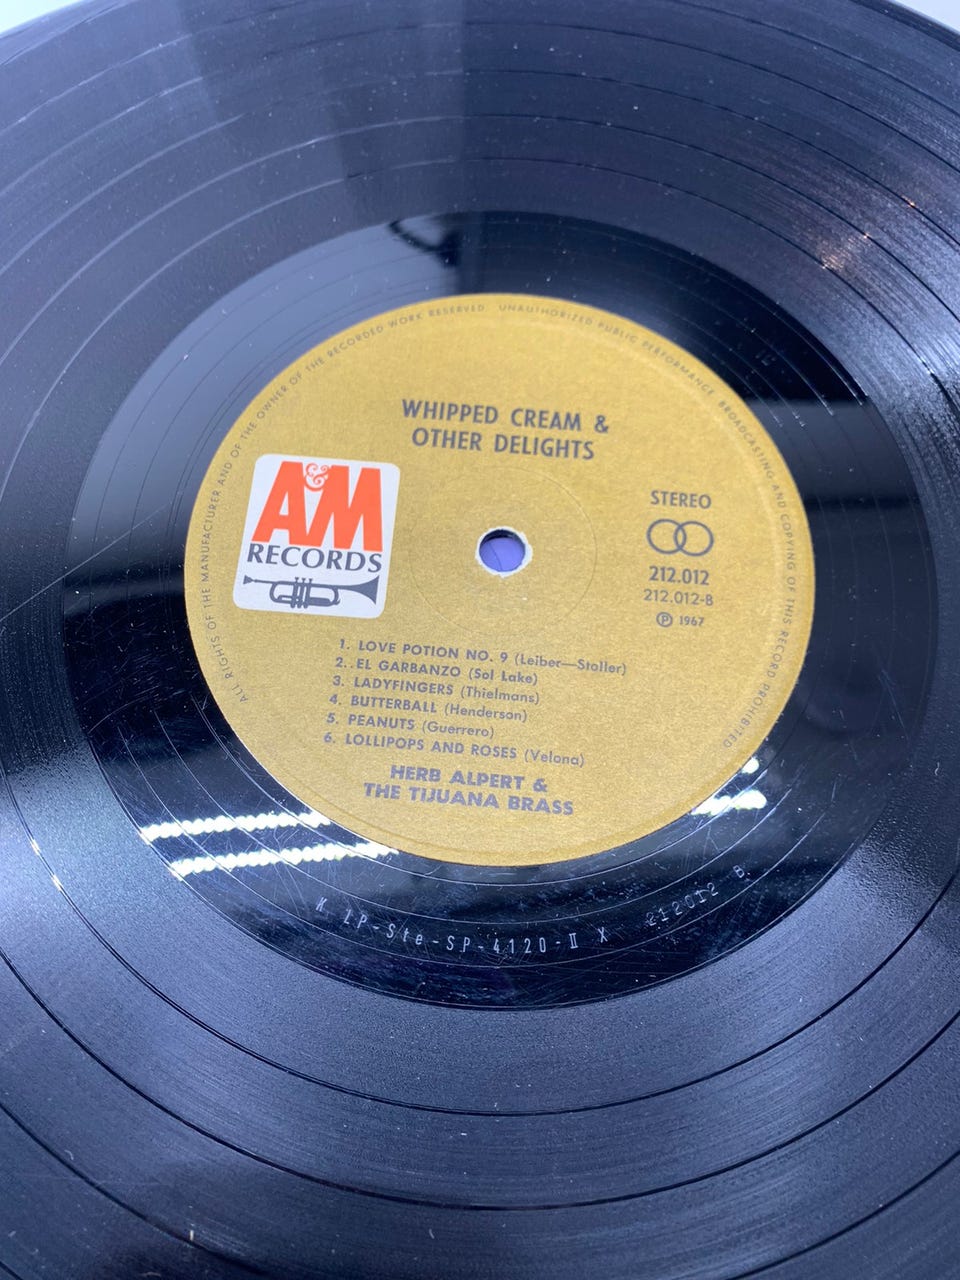 ALL RIGHTS OF THE MANUFACTURER AND OF THE OWNER OF THE RECORDED WORK RESERVED. UNAUTHORIZED PUBLIC PERFORMANCE BROADCASTING AND COPYING OF THIS RECORD PROHIBITED
WHIPPED CREAM &
OTHER DELIGHTS
A&M
RECORDS
STEREO
212.012
212.012-B
℗ 1967
1. LOVE POTION NO. 9 (Leiber—Stoller)
2. EL GARBANZO (Sol Lake)
3. LADYFINGERS (Thielmans)
4. BUTTERBALL (Henderson)
5. PEANUTS (Guerrero)
6. LOLLIPOPS AND ROSES (Velona)
HERB ALPERT &
THE TIJUANA BRASS
K LP-Ste-SP-4120-II X 212012 B